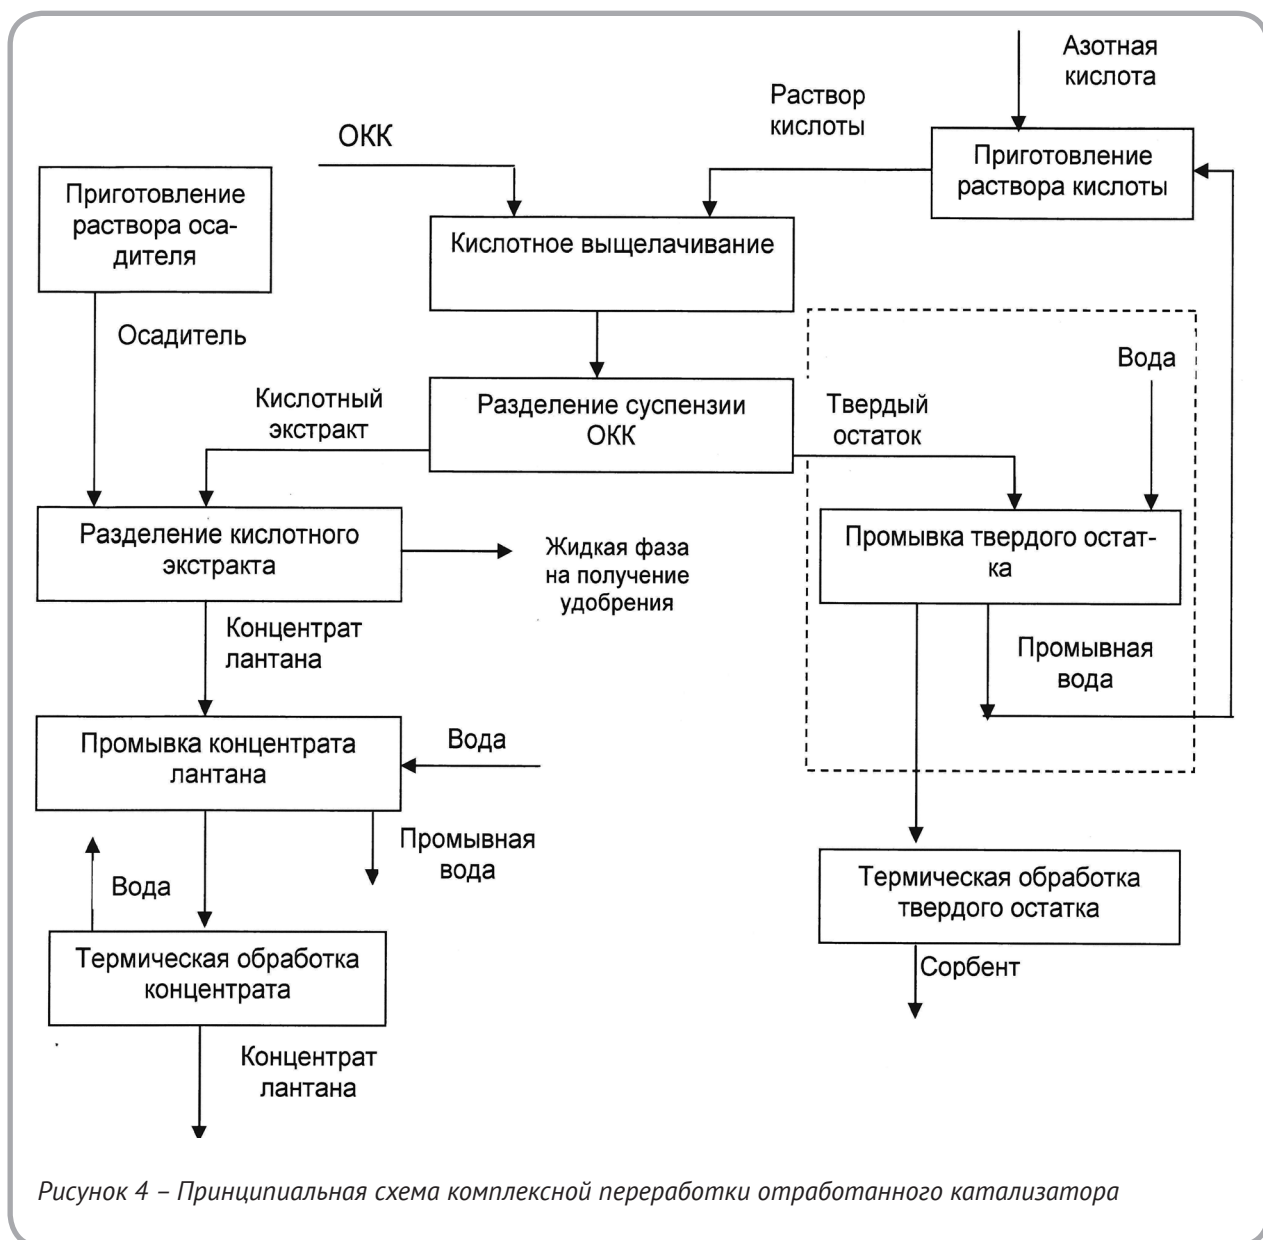 Азотная
кислота
Раствор
кислоты
ОКК
Приготовление
раствора кислоты
Приготовление
раствора оса-
дителя
Кислотное выщелачивание
Осадитель
Вода
Кислотный
экстракт
Разделение суспензии
ОКК
Твердый
остаток
Разделение кислотного
экстракта
Жидкая фаза
на получение
удобрения
Промывка твердого остат-
ка
Концентрат
лантана
Промывная
вода
Промывка концентрата
лантана
Вода
Промывная
вода
Вода
Термическая обработка
твердого остатка
Термическая обработка
концентрата
Сорбент
Концентрат
лантана
Рисунок 4 – Принципиальная схема комплексной переработки отработанного катализатора